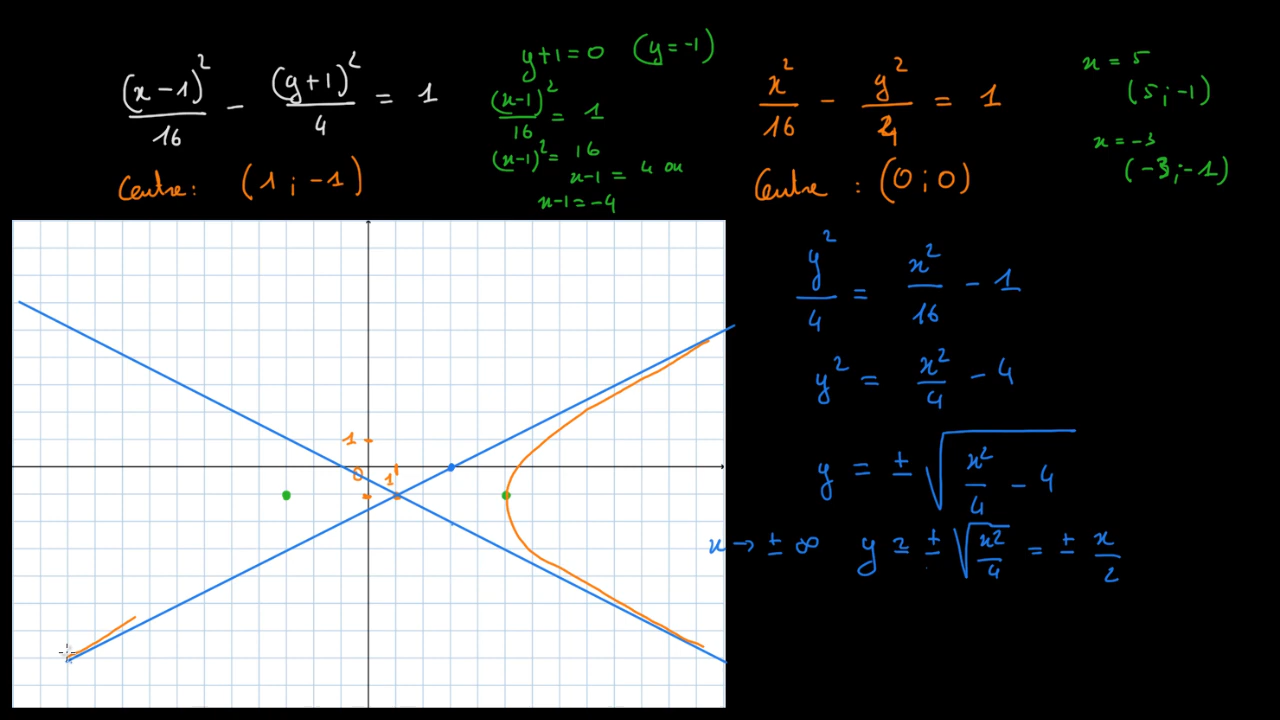 (x-1)²/16 - (y+1)²/4 = 1
Centre : (1 ; -1)
y+1 = 0 (y = -1)
(x-1)²/16 = 1
(x-1)² = 16
x-1 = 4 ou
x-1 = -4
x²/16 - y²/4 = 1
Centre : (0 ; 0)
x = 5
(5 ; -1)
x = -3
(-3 ; -1)
y²/4 = x²/16 - 1
y² = x²/4 - 4
y = ± √(x²/4 - 4)
x → ± ∞ y ≃ ± √(x²/4) = ± x/2
1
0
1